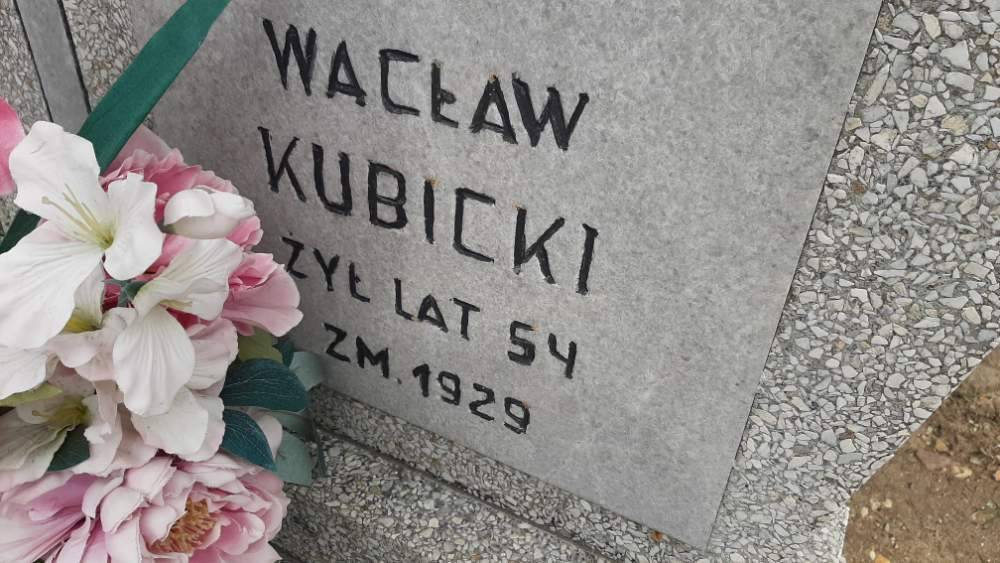 WACŁAW
KUBICKI
ŻYŁ LAT 54
ZM. 1929